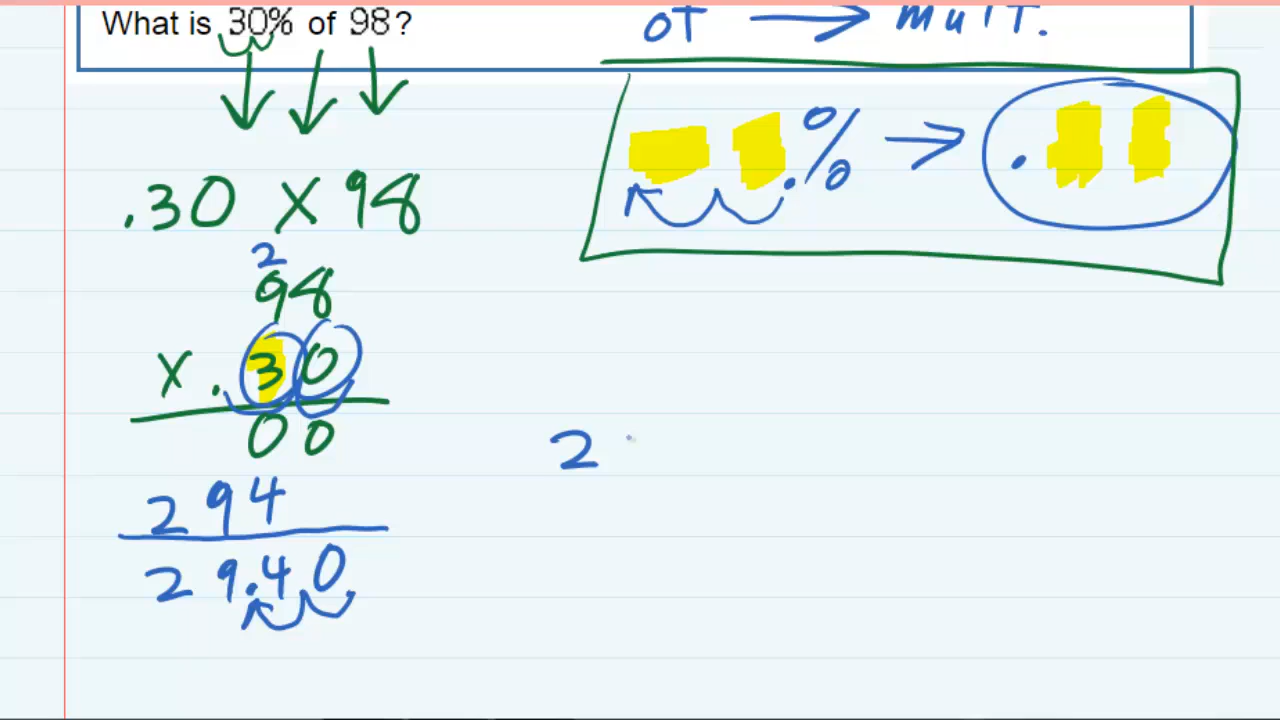 What is 30% of 98?
of → mult.
.% → .
.30 x 98
2
98
x .30
00
294
29.40
2